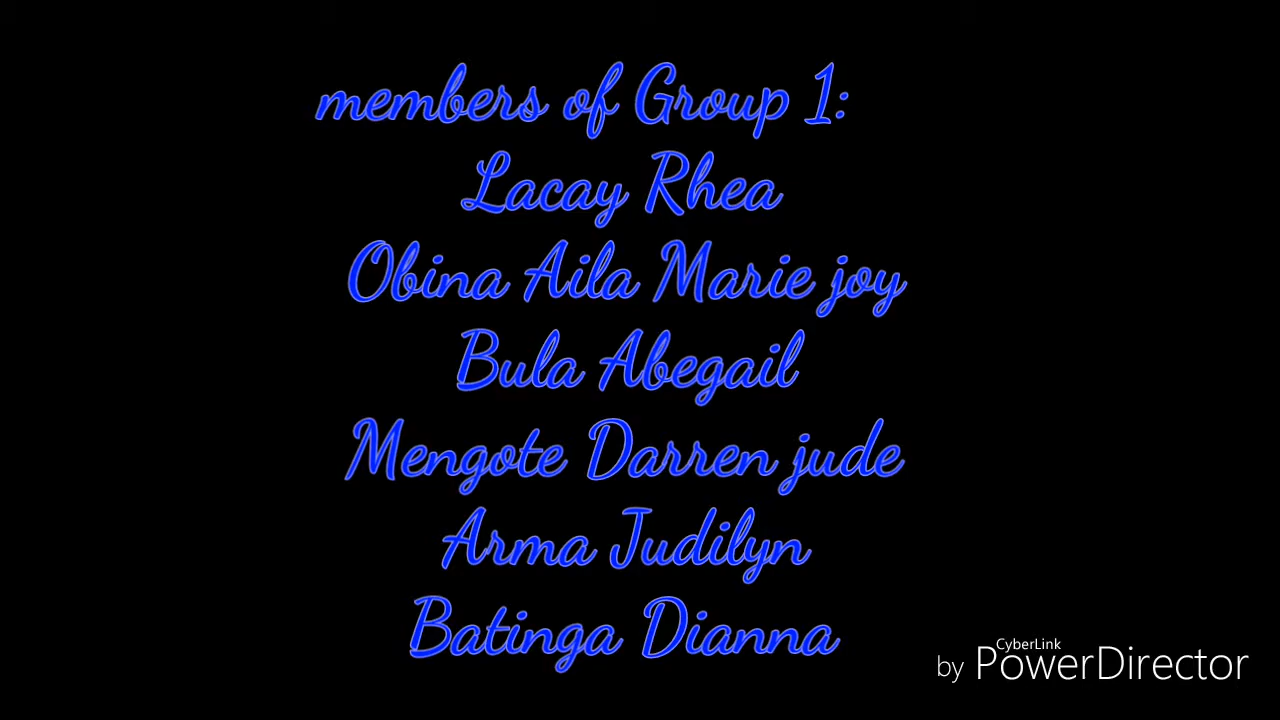 members of Group 1:
Lacay Rhea
Obina Aila Marie joy
Bula Abegail
Mengote Darren jude
Arma Judilyn
Batinga Dianna
CyberLink
by PowerDirector